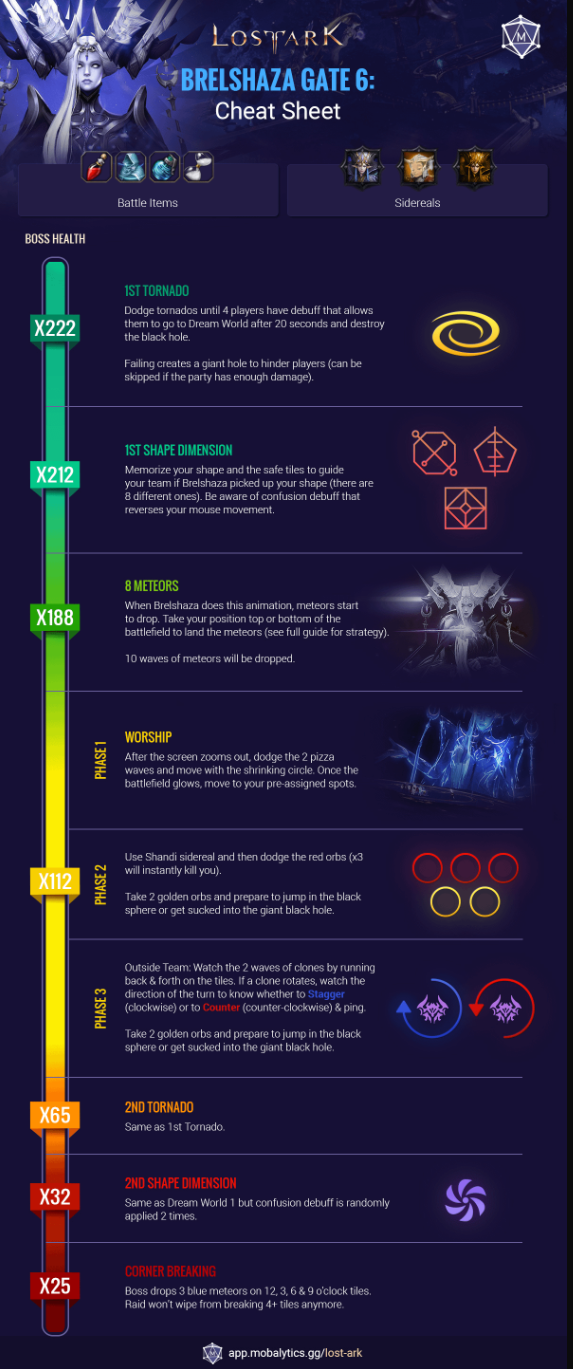 LOST ARK
M
BRELSHAZA GATE 6:
Cheat Sheet
Battle Items
Sidereals
BOSS HEALTH
X222
1ST TORNADO
Dodge tornados until 4 players have debuff that allows
them to go to Dream World after 20 seconds and destroy
the black hole.
Failing creates a giant hole to hinder players (can be
skipped if the party has enough damage).
X212
1ST SHAPE DIMENSION
Memorize your shape and the safe tiles to guide
your team if Brelshaza picked up your shape (there are
8 different ones). Be aware of confusion debuff that
reverses your mouse movement.
X188
8 METEORS
When Brelshaza does this animation, meteors start
to drop. Take your position top or bottom of the
battlefield to land the meteors (see full guide for strategy).
10 waves of meteors will be dropped.
X112
PHASE 1
WORSHIP
After the screen zooms out, dodge the 2 pizza
waves and move with the shrinking circle. Once the
battlefield glows, move to your pre-assigned spots.
PHASE 2
Use Shandi sidereal and then dodge the red orbs (x3
will instantly kill you).
Take 2 golden orbs and prepare to jump in the black
sphere or get sucked into the giant black hole.
PHASE 3
Outside Team: Watch the 2 waves of clones by running
back & forth on the tiles. If a clone rotates, watch the
direction of the turn to know whether to Stagger
(clockwise) or to Counter (counter-clockwise) & ping.
Take 2 golden orbs and prepare to jump in the black
sphere or get sucked into the giant black hole.
X65
2ND TORNADO
Same as 1st Tornado.
X32
2ND SHAPE DIMENSION
Same as Dream World 1 but confusion debuff is randomly
applied 2 times.
X25
CORNER BREAKING
Boss drops 3 blue meteors on 12, 3, 6 & 9 o'clock tiles.
Raid won't wipe from breaking 4+ tiles anymore.
M
app.mobalytics.gg/lost-ark